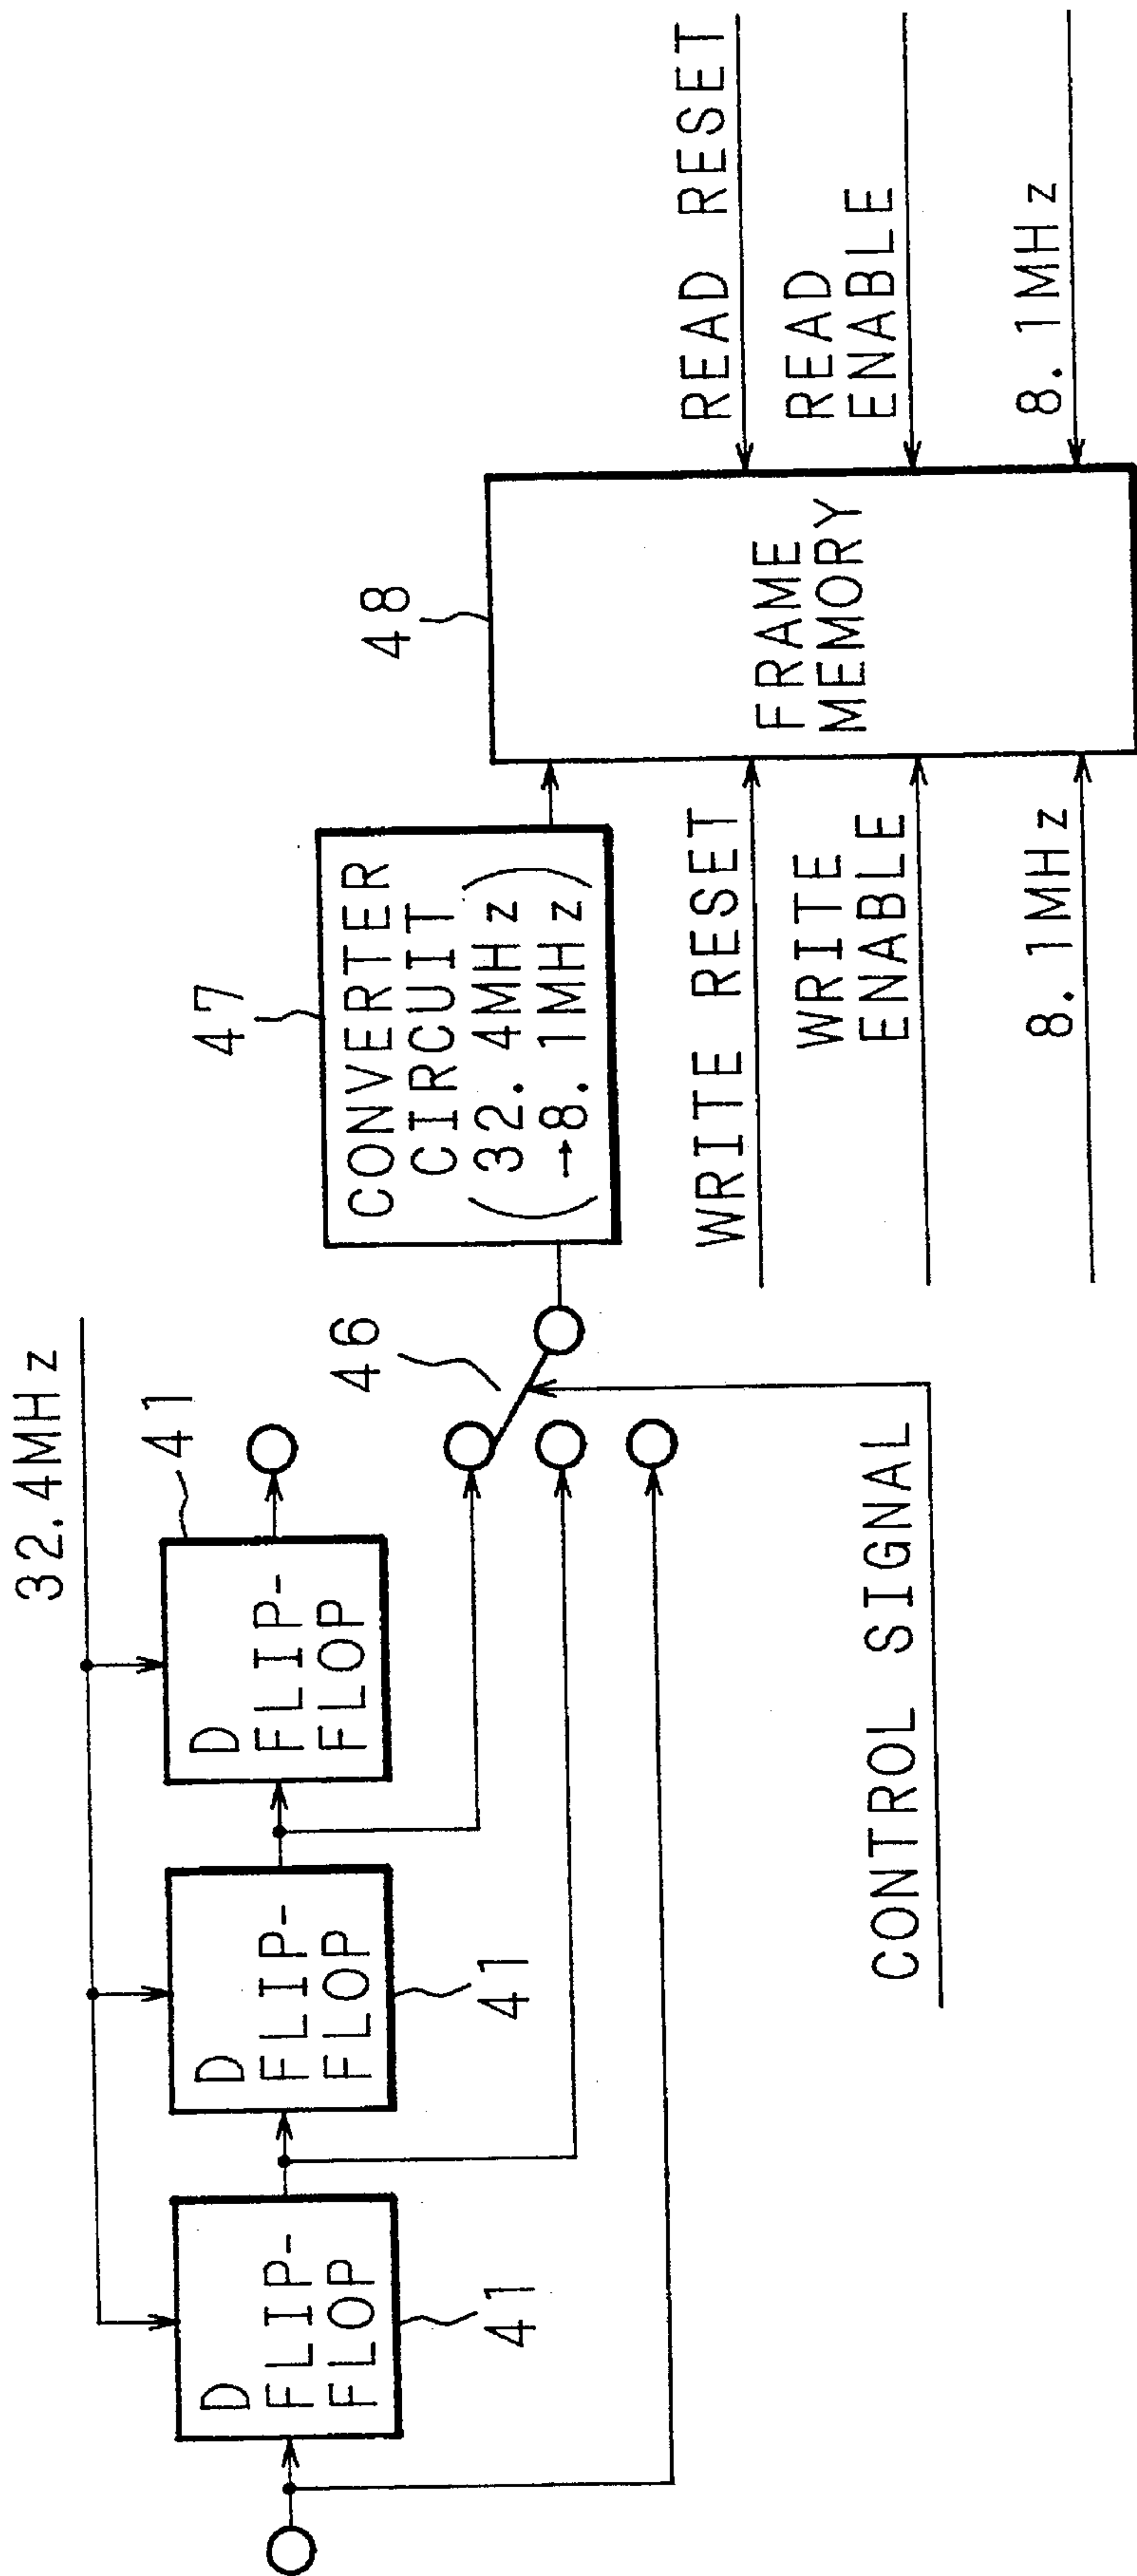 32.4MHz
41
D
FLIP-
FLOP
41
D
FLIP-
FLOP
41
D
FLIP-
FLOP
46
CONTROL SIGNAL
47
CONVERTER
CIRCUIT
(32.4MHz
→8.1MHz)
48
FRAME
MEMORY
WRITE RESET
WRITE
ENABLE
8.1MHz
READ RESET
READ
ENABLE
8.1MHz